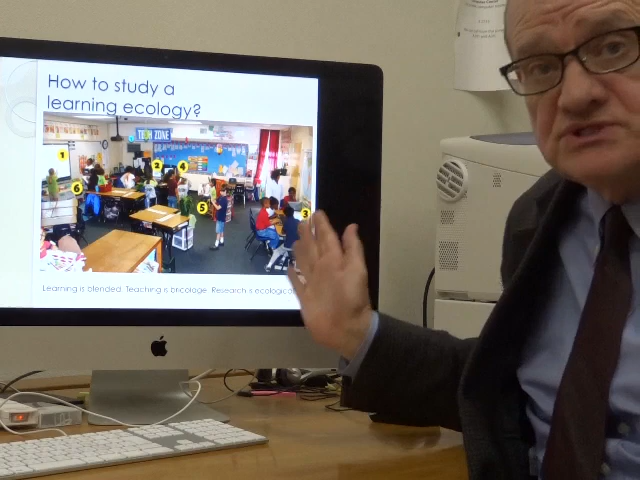 How to study a
learning ecology?
TECH ZONE
1
2
4
6
5
3
Learning is blended. Teaching is bricolage. Research is ecological